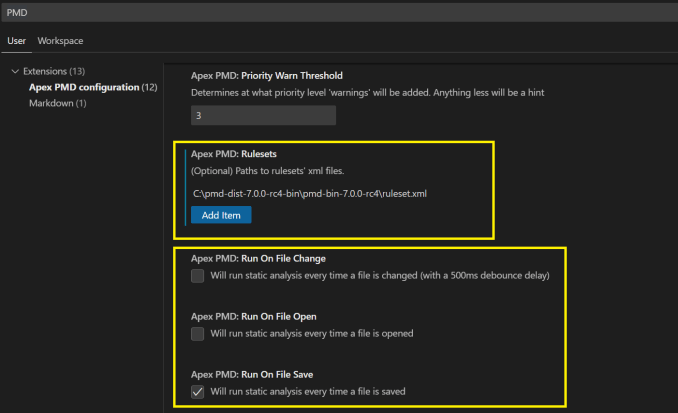 PMD
User Workspace
Extensions (13)
Apex PMD configuration (12)
Markdown (1)
Apex PMD: Priority Warn Threshold
Determines at what priority level 'warnings' will be added. Anything less will be a hint
3
Apex PMD: Rulesets
(Optional) Paths to rulesets' xml files.
C:\pmd-dist-7.0.0-rc4-bin\pmd-bin-7.0.0-rc4\ruleset.xml
Add Item
Apex PMD: Run On File Change
Will run static analysis every time a file is changed (with a 500ms debounce delay)
Apex PMD: Run On File Open
Will run static analysis every time a file is opened
Apex PMD: Run On File Save
Will run static analysis every time a file is saved